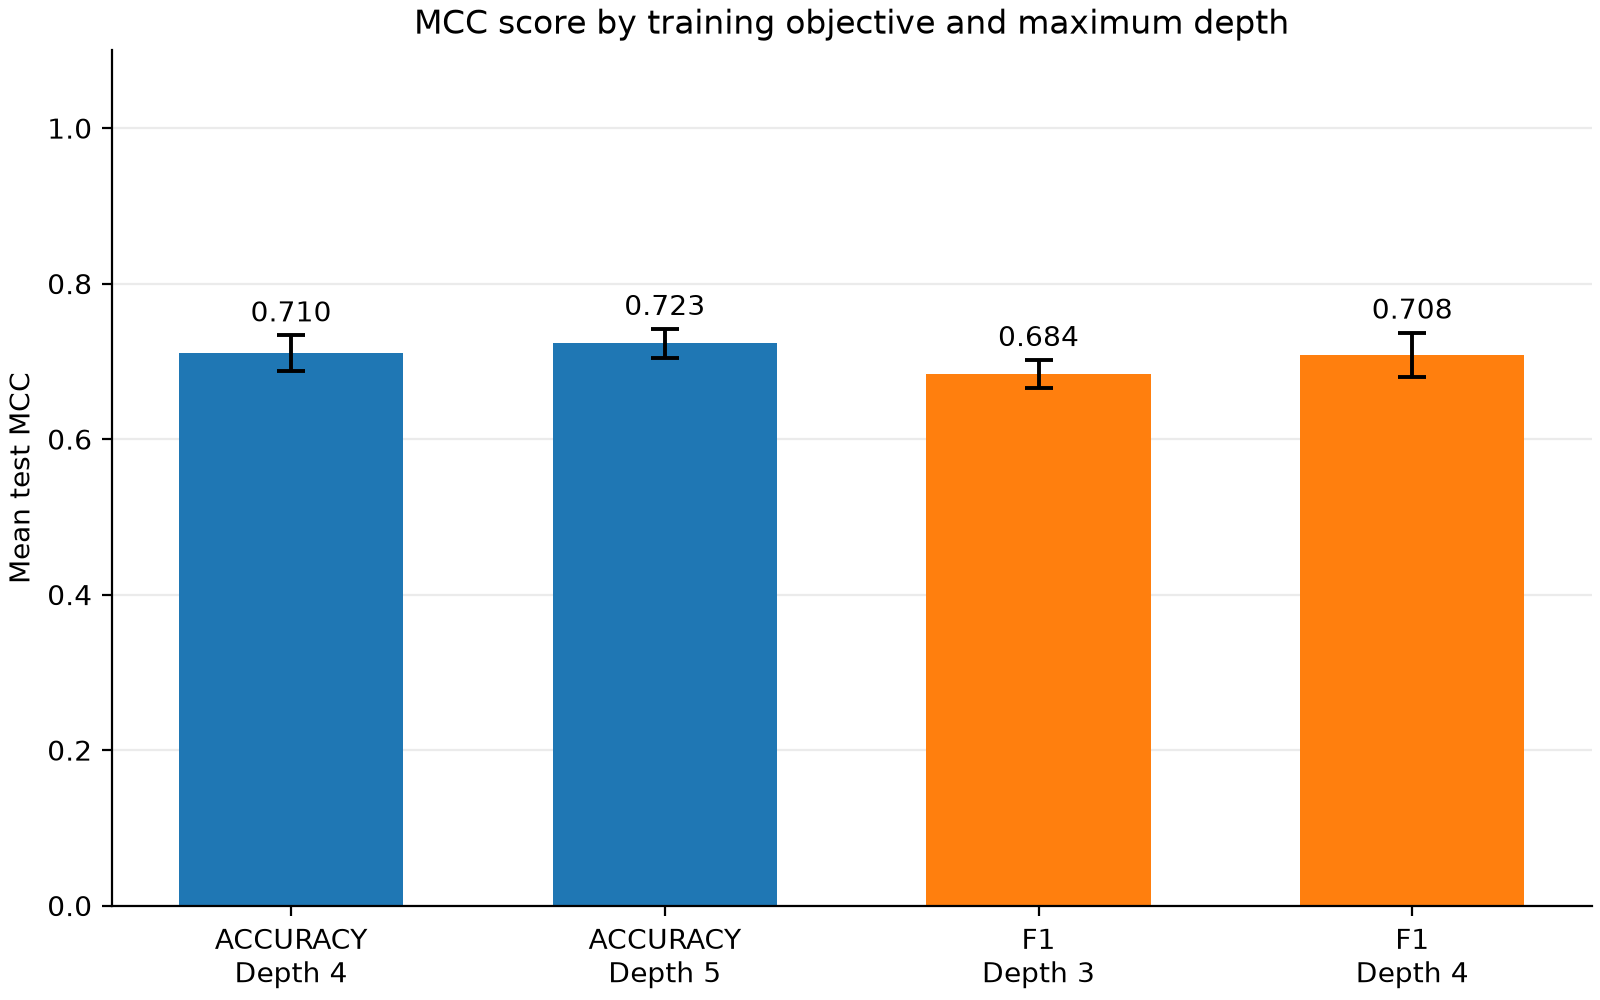 MCC score by training objective and maximum depth
Mean test MCC
1.0
0.8
0.6
0.4
0.2
0.0
0.710
0.723
0.684
0.708
ACCURACY
Depth 4
ACCURACY
Depth 5
F1
Depth 3
F1
Depth 4